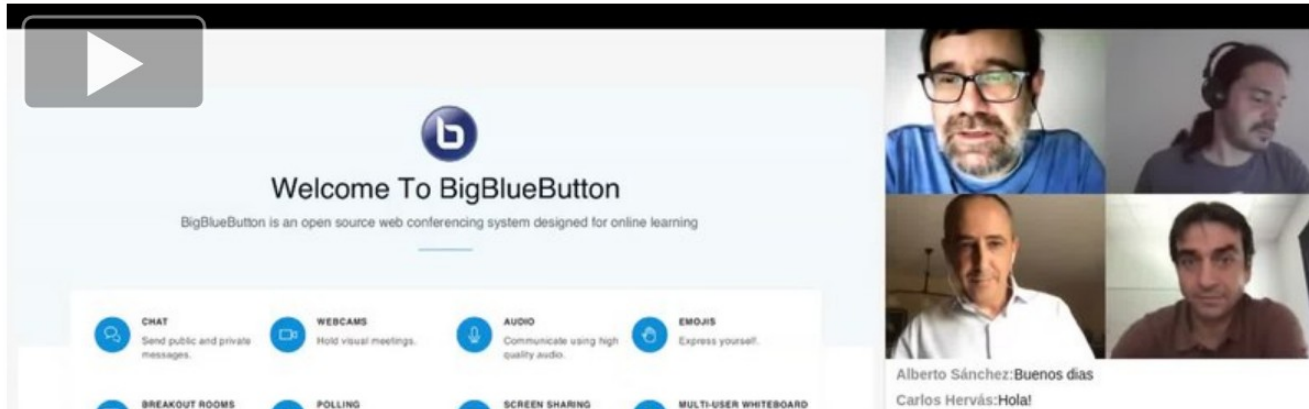 Welcome To BigBlueButton
BigBlueButton is an open source web conferencing system designed for online learning
CHAT
Send public and private
messages.
WEBCAMS
Hold visual meetings.
AUDIO
Communicate using high
quality audio.
EMOJIS
Express yourself.
BREAKOUT ROOMS
POLLING
SCREEN SHARING
MULTI-USER WHITEBOARD
Alberto Sánchez:Buenos dias
Carlos Hervás:Hola!